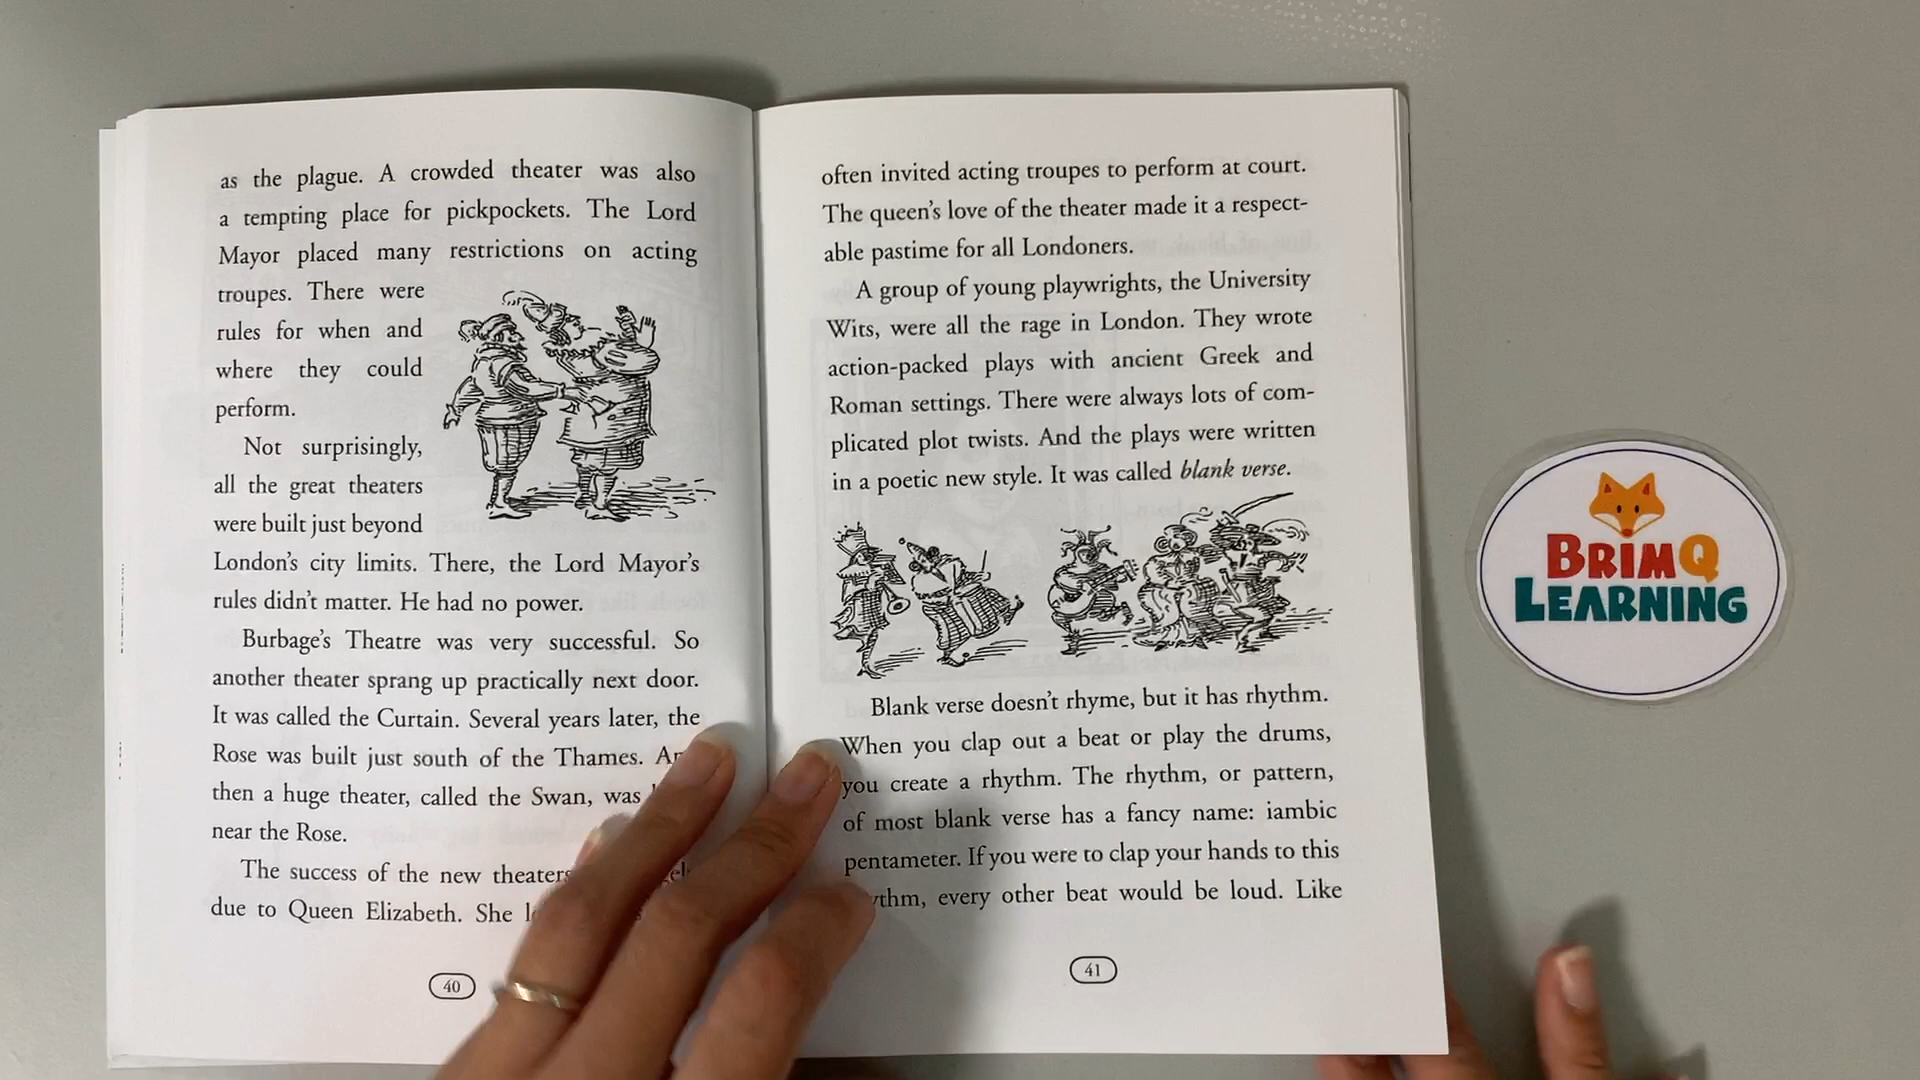 as the plague. A crowded theater was also
a tempting place for pickpockets. The Lord
Mayor placed many restrictions on acting
troupes. There were
rules for when and
where they could
perform.
Not surprisingly,
all the great theaters
were built just beyond
London's city limits. There, the Lord Mayor's
rules didn't matter. He had no power.
Burbage's Theatre was very successful. So
another theater sprang up practically next door.
It was called the Curtain. Several years later, the
Rose was built just south of the Thames.
then a huge theater, called the Swan, was
near the Rose.
The success of the new theaters
due to Queen Elizabeth. She
40
often invited acting troupes to perform at court.
The queen's love of the theater made it a respect-
able pastime for all Londoners.
A group of young playwrights, the University
Wits, were all the rage in London. They wrote
action-packed plays with ancient Greek and
Roman settings. There were always lots of com-
plicated plot twists. And the plays were written
in a poetic new style. It was called blank verse.
Blank verse doesn't rhyme, but it has rhythm.
When you clap out a beat or play the drums,
you create a rhythm. The rhythm, or pattern,
of most blank verse has a fancy name: iambic
pentameter. If you were to clap your hands to this
every other beat would be loud. Like
41
BRIMQ
LEARNING